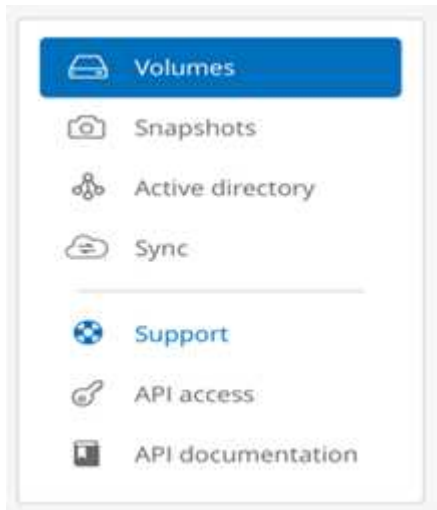 Volumes
Snapshots
Active directory
Sync
Support
API access
API documentation